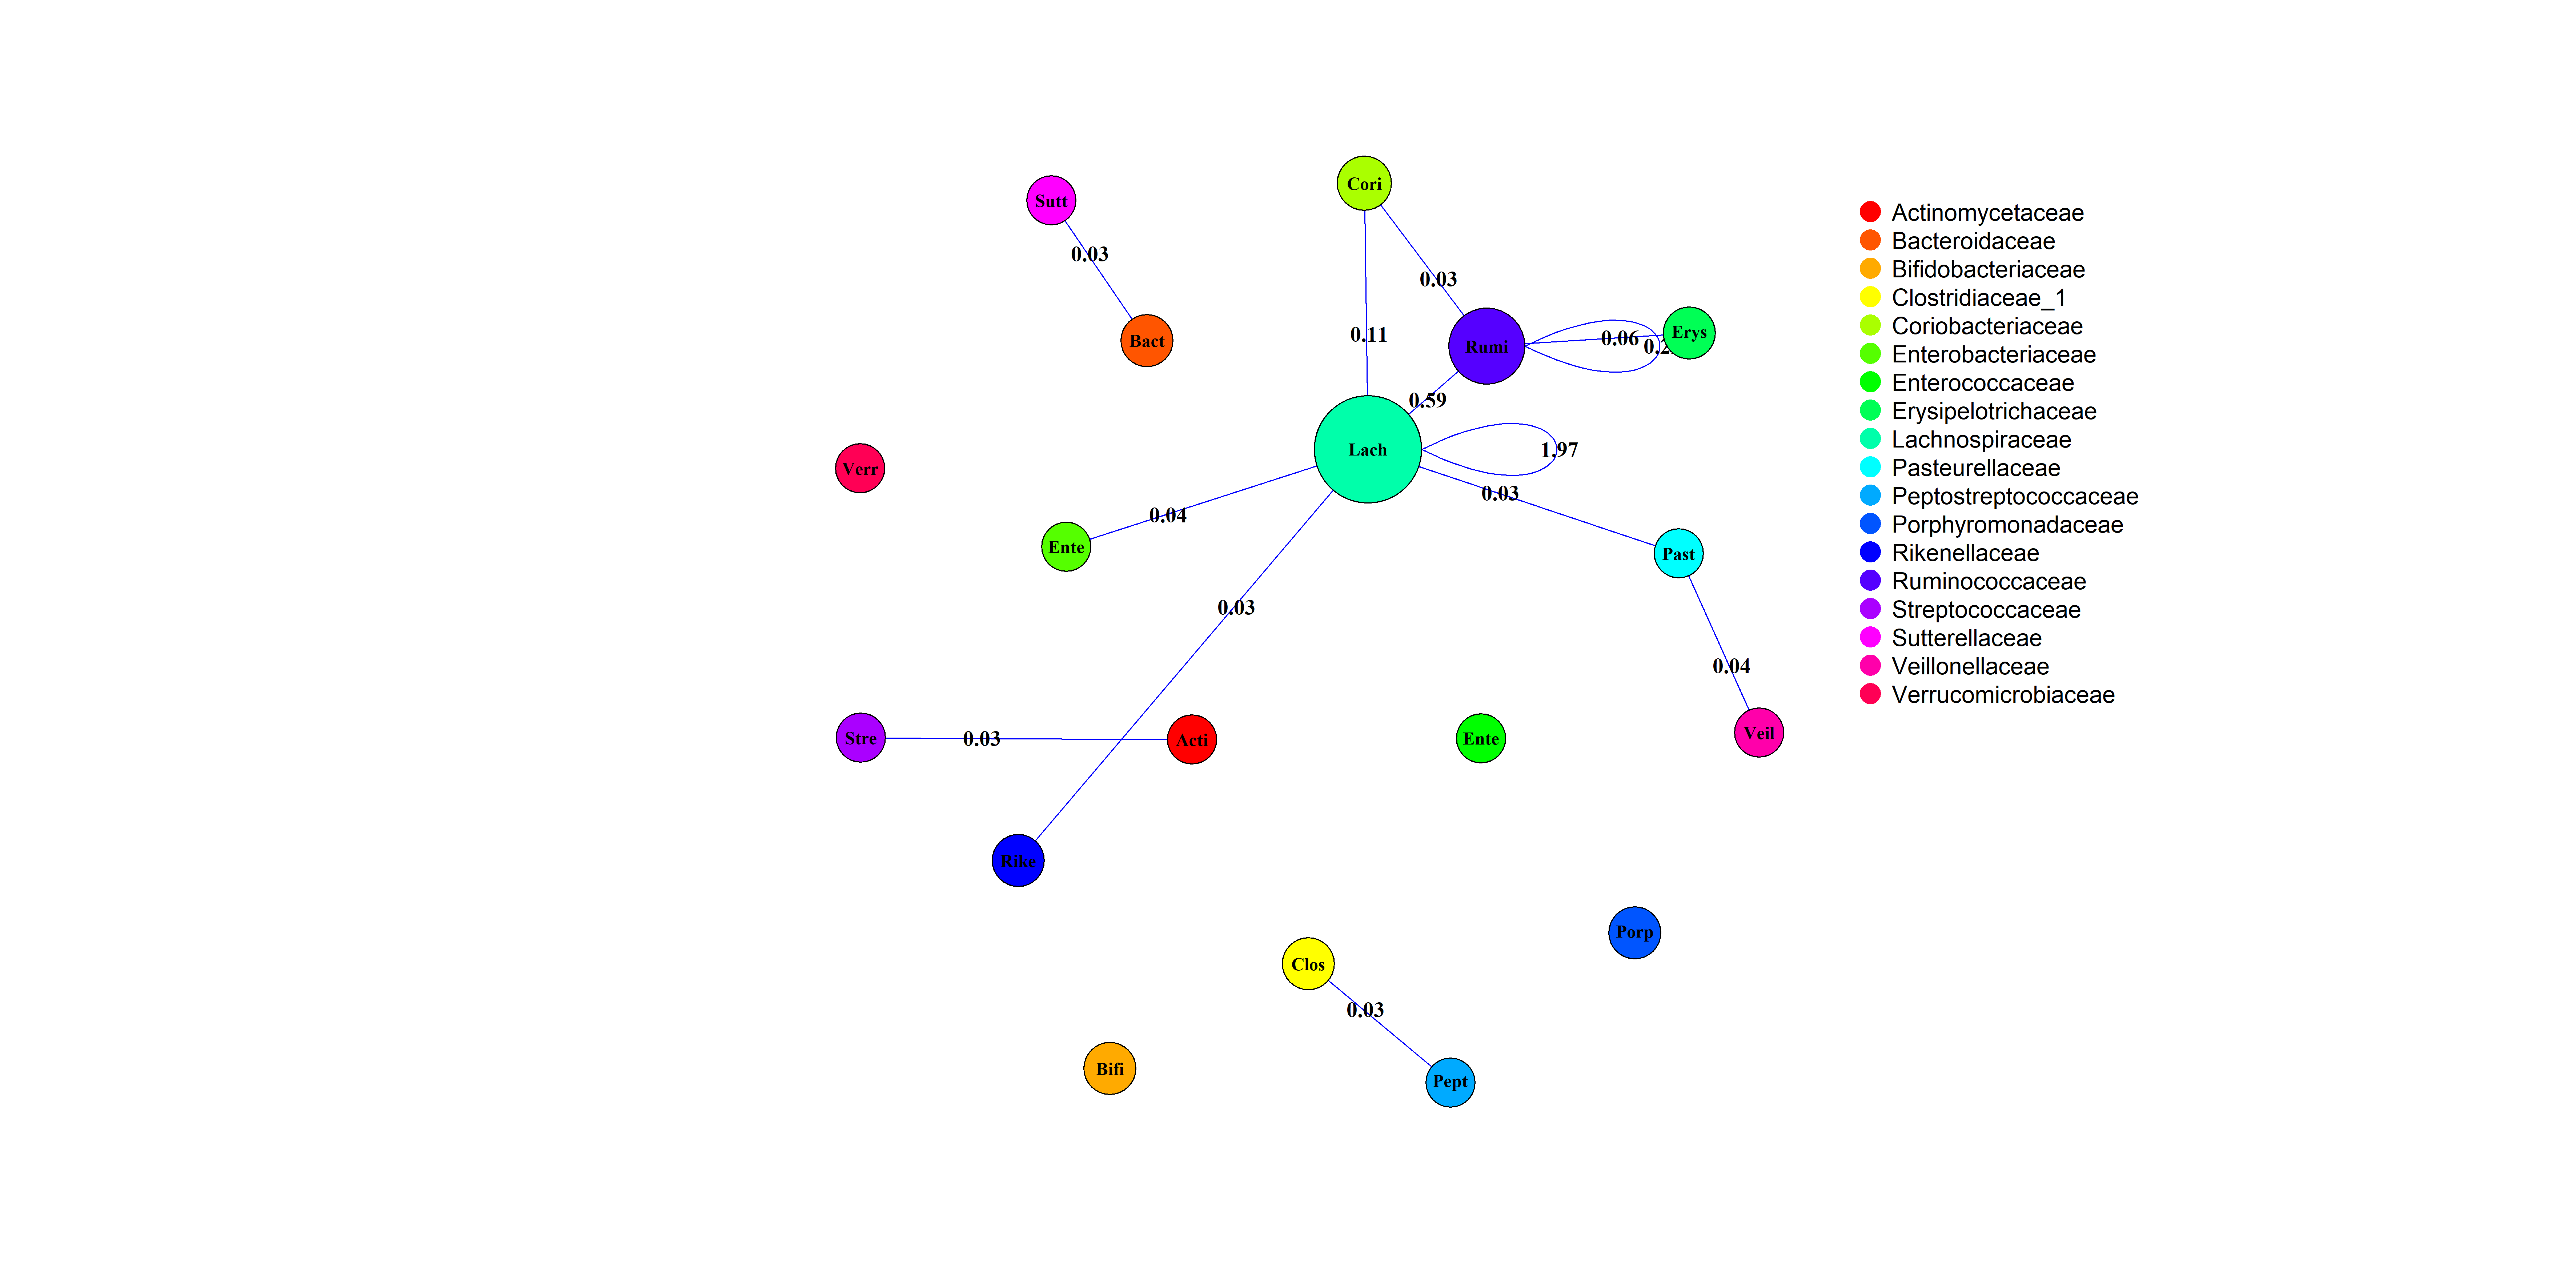 Cori
Sutt
0.03
0.03
Rumi
Erys
0.06
0.11
Bact
0.59
Lach
1.97
Verr
0.03
0.04
Ente
Past
0.03
0.04
Stre
0.03
Acti
Ente
Veil
Rike
Porp
Clos
0.03
Bifi
Pept
Actinomycetaceae
Bacteroidaceae
Bifidobacteriaceae
Clostridiaceae_1
Coriobacteriaceae
Enterobacteriaceae
Enterococcaceae
Erysipelotrichaceae
Lachnospiraceae
Pasteurellaceae
Peptostreptococcaceae
Porphyromonadaceae
Rikenellaceae
Ruminococcaceae
Streptococcaceae
Sutterellaceae
Veillonellaceae
Verrucomicrobiaceae